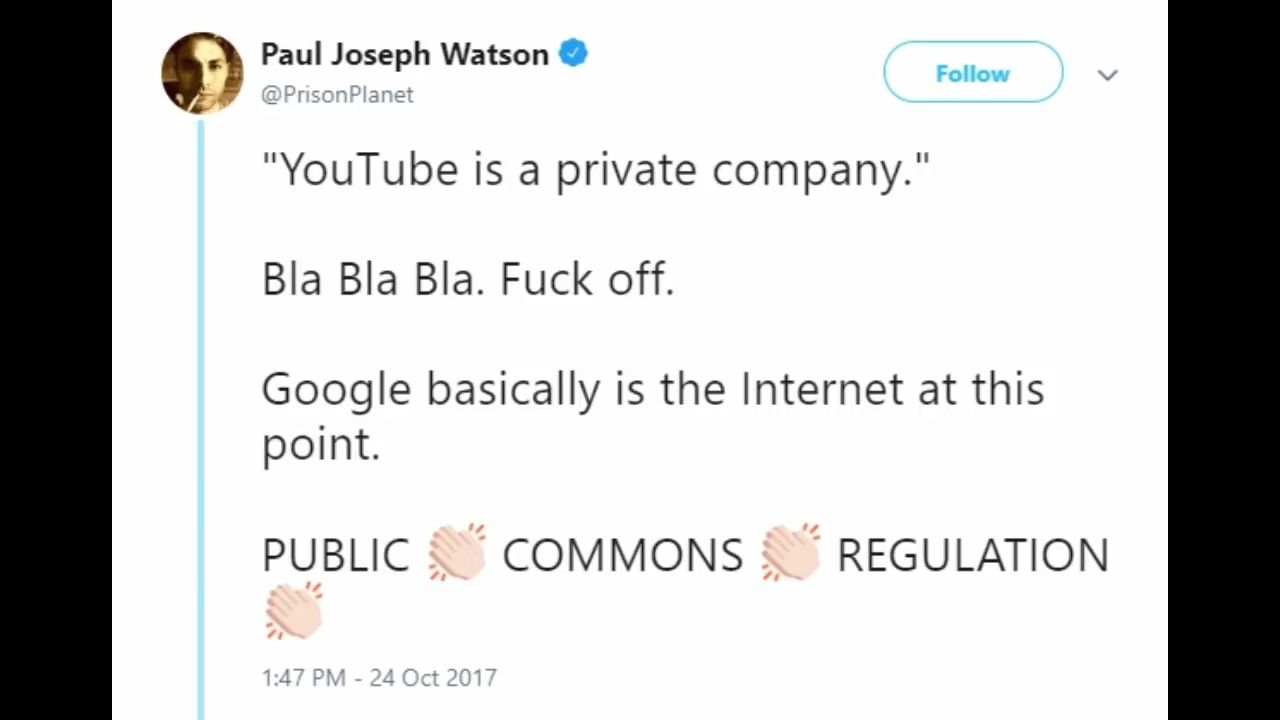 Paul Joseph Watson
@PrisonPlanet
Follow
"YouTube is a private company."
Bla Bla Bla. Fuck off.
Google basically is the Internet at this
point.
PUBLIC 👏🏻 COMMONS 👏🏻 REGULATION
👏🏻
1:47 PM - 24 Oct 2017